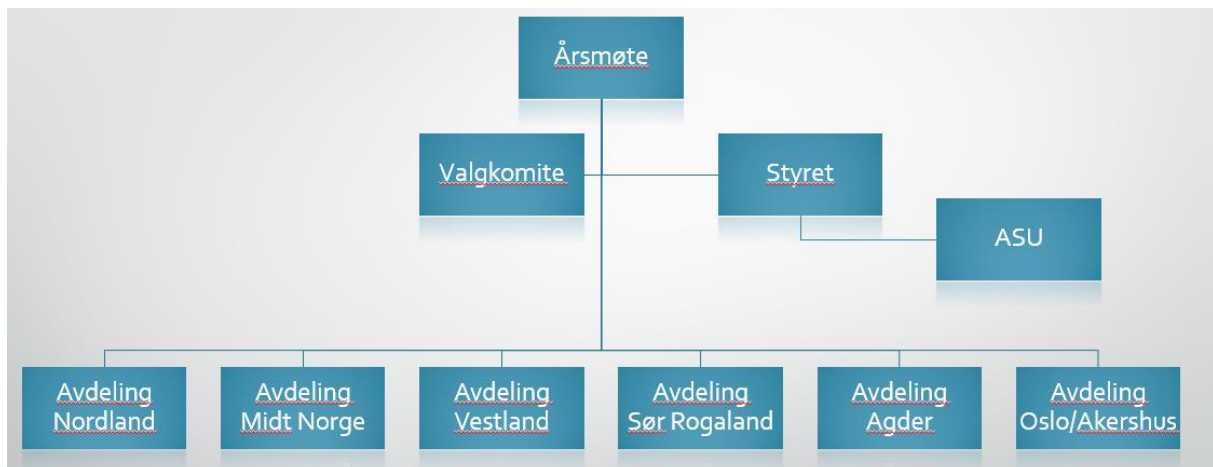 Årsmøte
Valgkomite
Styret
ASU
Avdeling
Nordland
Avdeling
Midt Norge
Avdeling
Vestland
Avdeling
Sør Rogaland
Avdeling
Agder
Avdeling
Oslo/Akershus